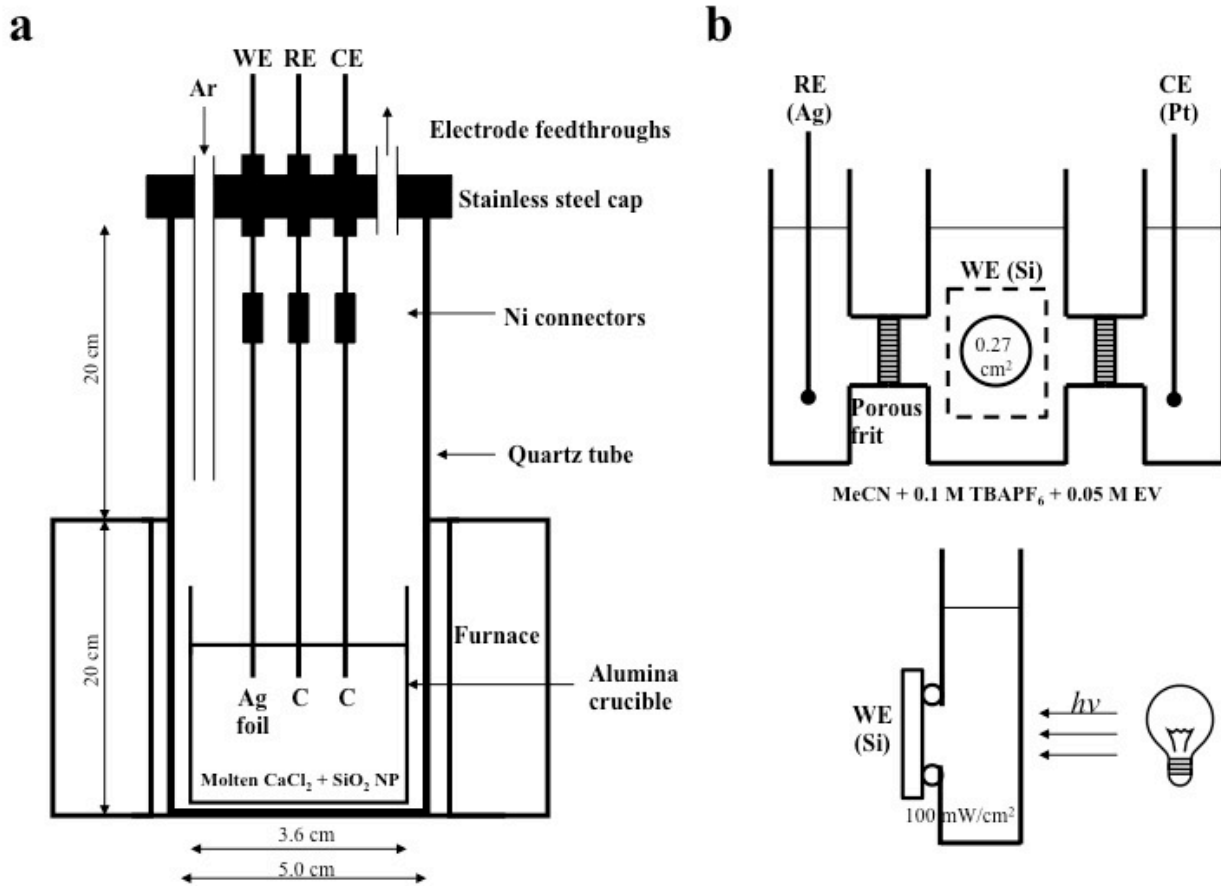 a
WE RE CE
Ar
Electrode feedthroughs
Stainless steel cap
Ni connectors
20 cm
Quartz tube
20 cm
Furnace
Ag
foil
C
C
Alumina
crucible
Molten CaCl₂ + SiO₂ NP
3.6 cm
5.0 cm
b
RE
(Ag)
CE
(Pt)
WE (Si)
0.27
cm²
Porous
frit
MeCN + 0.1 M TBAPF₆ + 0.05 M EV
WE
(Si)
hν
100 mW/cm²